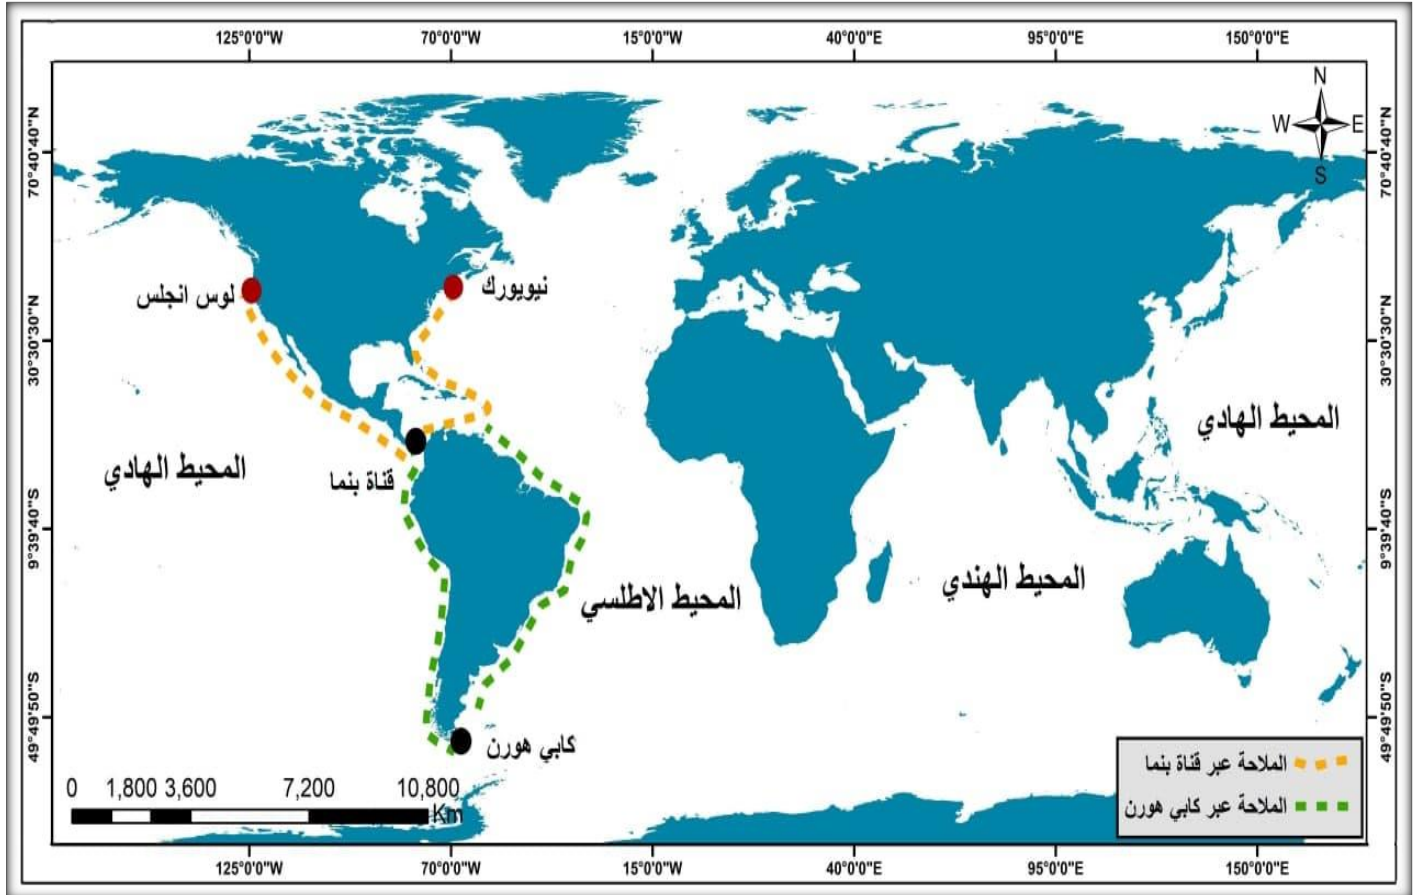 125°0'0"W 70°0'0"W 15°0'0"W 40°0'0"E 95°0'0"E 150°0'0"E
N
W E
S
70°40'40"N 70°40'40"N
نيويورك
لوس انجلس
30°30'30"N 30°30'30"N
المحيط الهادي
المحيط الهادي
قناة بنما
9°39'40"S 9°39'40"S
المحيط الهندي
المحيط الاطلسي
49°49'50"S 49°49'50"S
كابي هورن
الملاحة عبر قناة بنما
الملاحة عبر كابي هورن
0 1,800 3,600 7,200 10,800
Km
125°0'0"W 70°0'0"W 15°0'0"W 40°0'0"E 95°0'0"E 150°0'0"E